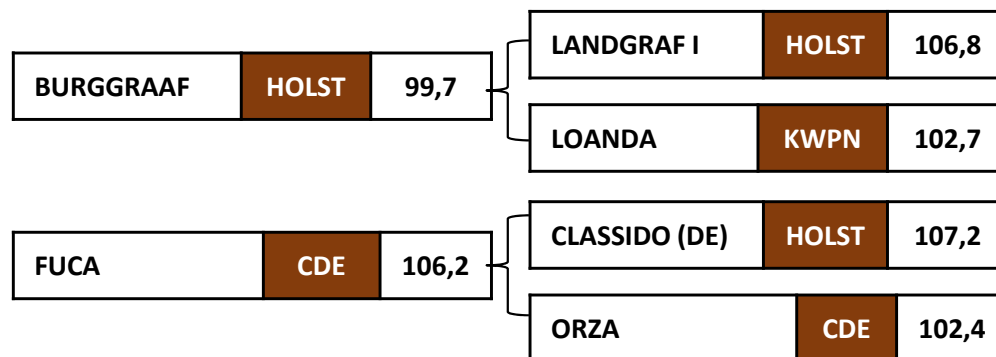 LANDGRAF I HOLST 106,8
BURGGRAAF HOLST 99,7
LOANDA KWPN 102,7
CLASSIDO (DE) HOLST 107,2
FUCA CDE 106,2
ORZA CDE 102,4